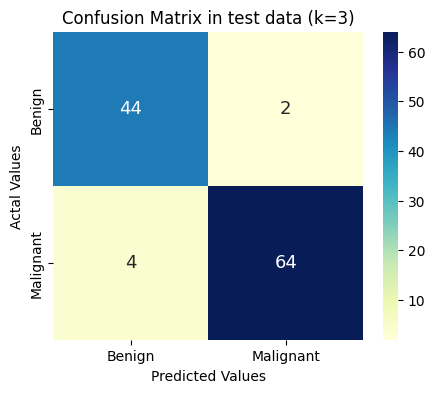 Confusion Matrix in test data (k=3)
Actal Values
Benign
Malignant
44
2
4
64
Benign
Malignant
Predicted Values
60
50
40
30
20
10